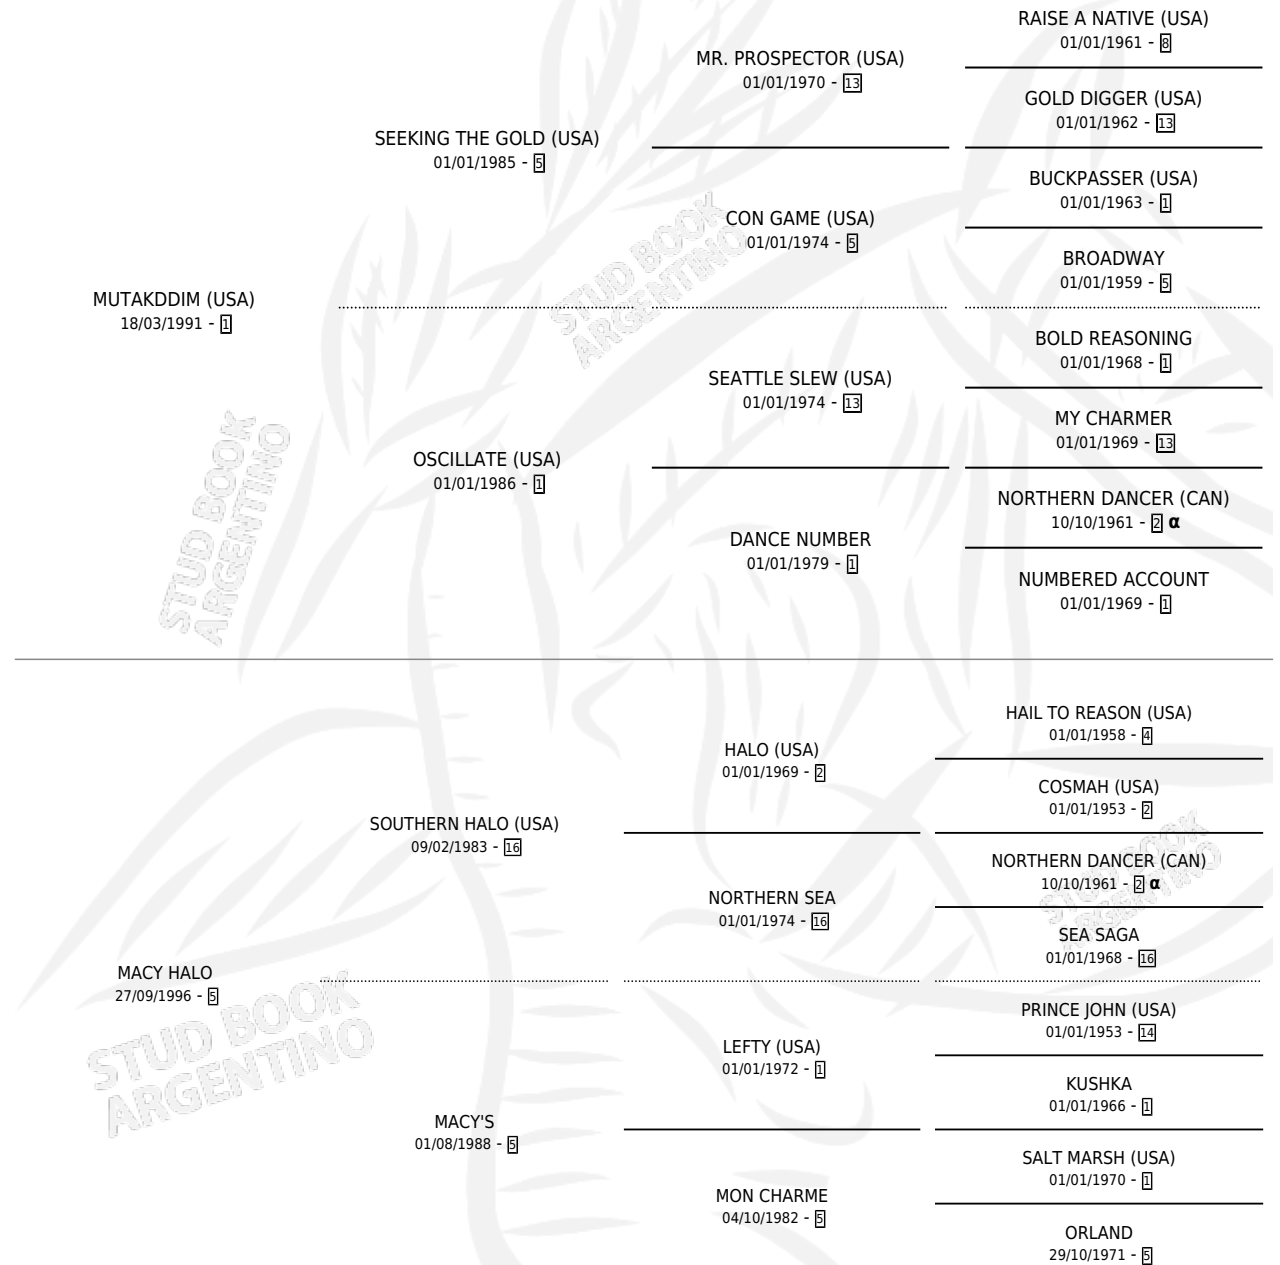 RAISE A NATIVE (USA)
01/01/1961 - 8
MR. PROSPECTOR (USA)
01/01/1970 - 13
GOLD DIGGER (USA)
01/01/1962 - 13
SEEKING THE GOLD (USA)
01/01/1985 - 5
BUCKPASSER (USA)
01/01/1963 - 1
CON GAME (USA)
01/01/1974 - 5
BROADWAY
01/01/1959 - 5
STUD BOOK
ARGENTINO
MUTAKDDIM (USA)
18/03/1991 - 1
BOLD REASONING
01/01/1968 - 1
SEATTLE SLEW (USA)
01/01/1974 - 13
MY CHARMER
01/01/1969 - 13
OSCILLATE (USA)
01/01/1986 - 1
STUD BOOK
ARGENTINO
NORTHERN DANCER (CAN)
10/10/1961 - 2 α
DANCE NUMBER
01/01/1979 - 1
NUMBERED ACCOUNT
01/01/1969 - 1
HAIL TO REASON (USA)
01/01/1958 - 4
HALO (USA)
01/01/1969 - 2
COSMAH (USA)
01/01/1953 - 2
SOUTHERN HALO (USA)
09/02/1983 - 16
STUD BOOK
ARGENTINO
NORTHERN DANCER (CAN)
10/10/1961 - 2 α
NORTHERN SEA
01/01/1974 - 16
SEA SAGA
01/01/1968 - 16
MACY HALO
27/09/1996 - 5
STUD BOOK
ARGENTINO
PRINCE JOHN (USA)
01/01/1953 - 14
LEFTY (USA)
01/01/1972 - 1
KUSHKA
01/01/1966 - 1
MACY'S
01/08/1988 - 5
SALT MARSH (USA)
01/01/1970 - 1
MON CHARME
04/10/1982 - 5
ORLAND
29/10/1971 - 5